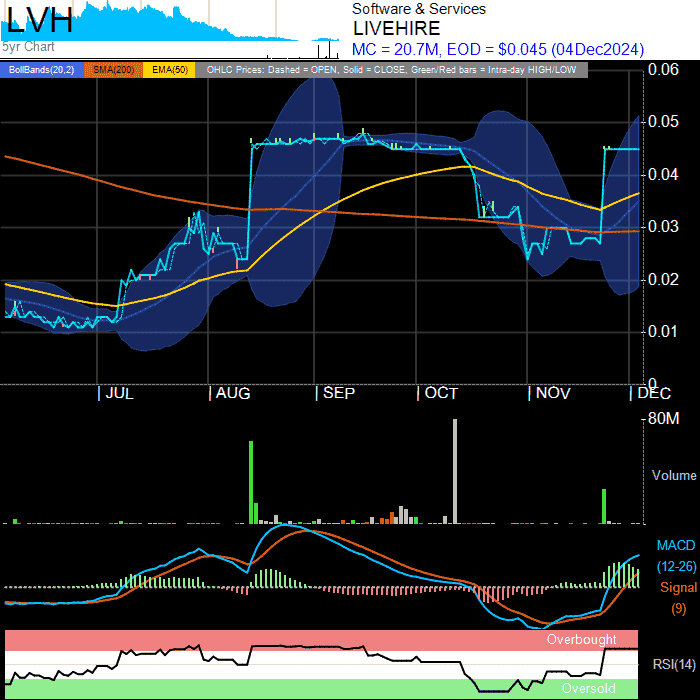 LVH
5yr Chart
Software & Services
LIVEHIRE
MC = 20.7M, EOD = $0.045 (04Dec2024)
BollBands(20,2) SMA(200) EMA(50) OHLC Prices: Dashed = OPEN, Solid = CLOSE, Green/Red bars = Intra-day HIGH/LOW
0.06
0.05
0.04
0.03
0.02
0.01
0
JUL AUG SEP OCT NOV DEC
80M
Volume
MACD
(12-26)
Signal
(9)
Overbought
RSI(14)
Oversold